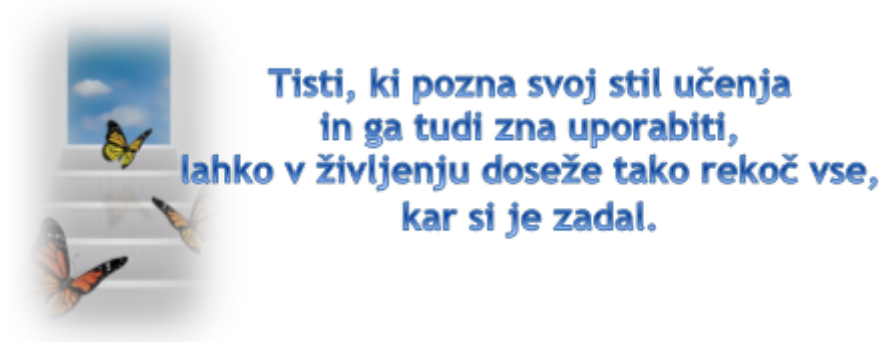 Tisti, ki pozna svoj stil učenja
in ga tudi zna uporabiti,
lahko v življenju doseže tako rekoč vse,
kar si je zadal.